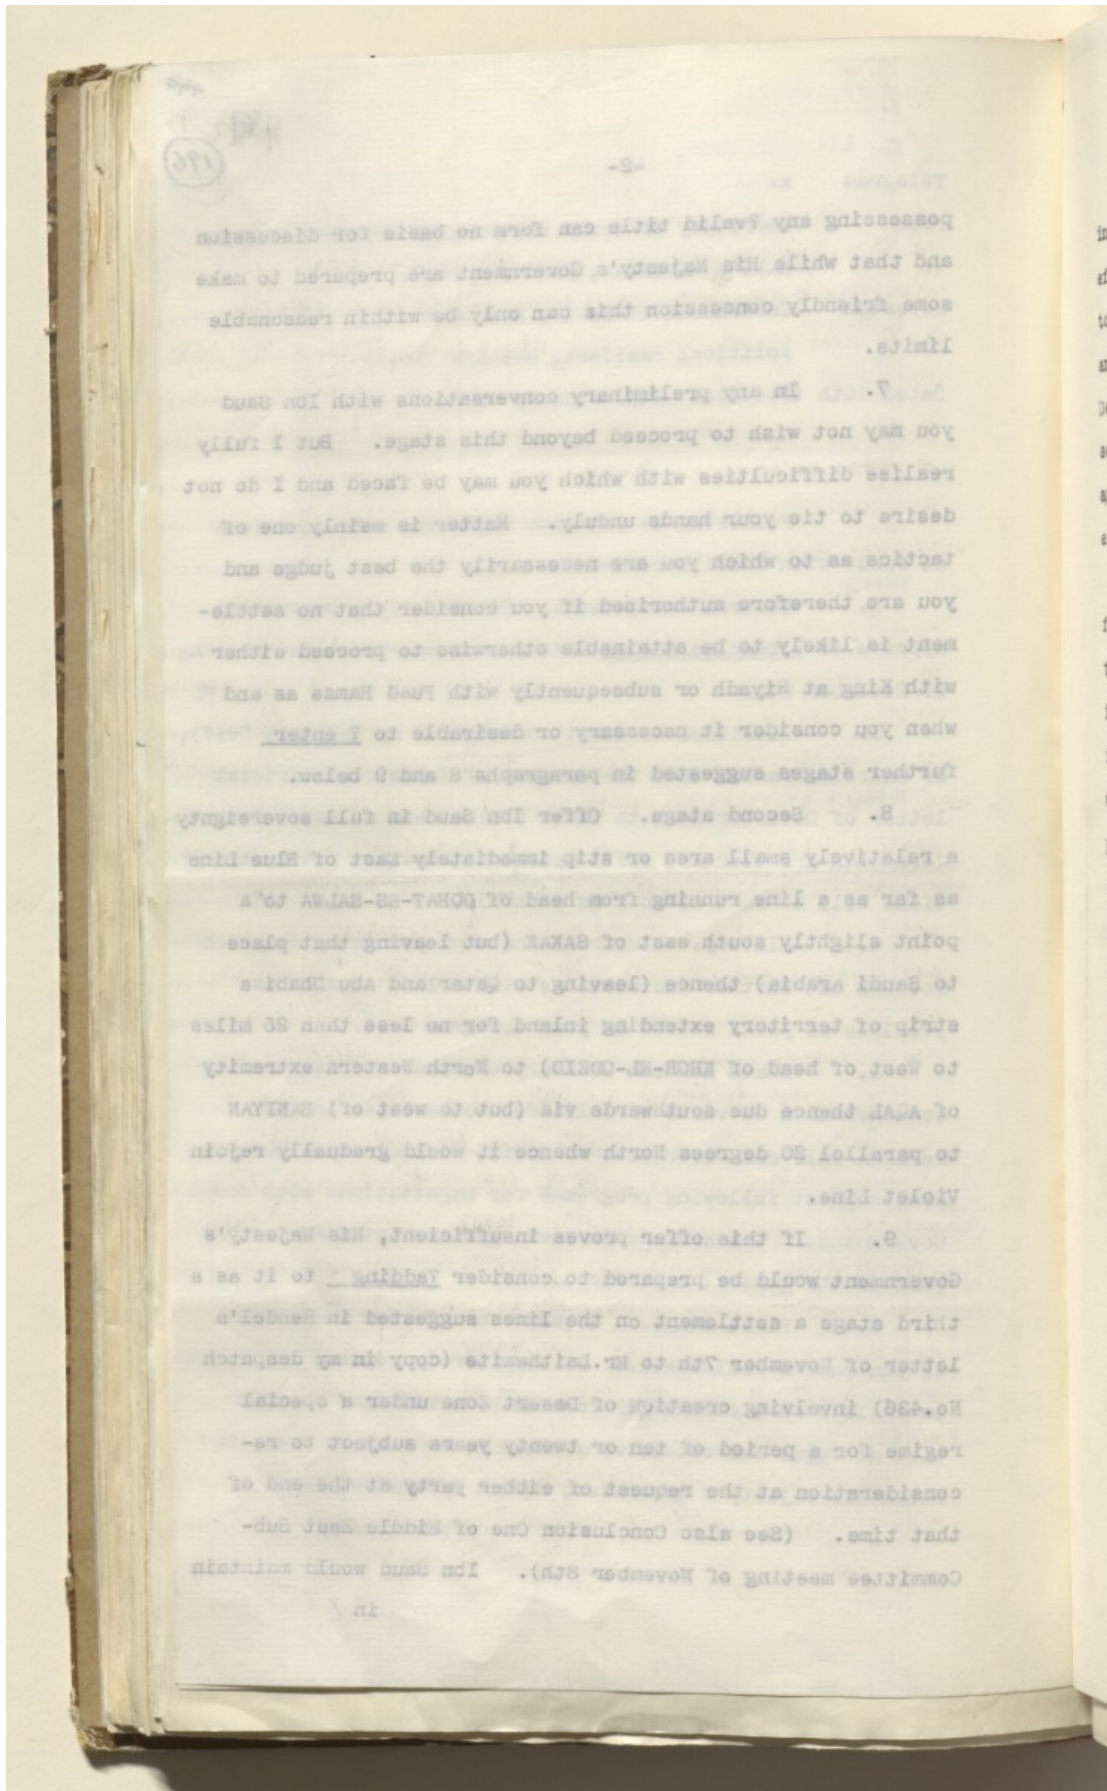 196
-2-
possessing any ?valid title can form no basis for discussion
and that while His Majesty's Government are prepared to make
some friendly concession this can only be within reasonable
limits.
7. In any preliminary conversations with Ibn Saud
you may not wish to proceed beyond this stage. But I fully
realise difficulties with which you may be faced and I do not
desire to tie your hands unduly. Matter is mainly one of
tactics as to which you are necessarily the best judge and
you are therefore authorised if you consider that no settle-
ment is likely to be attainable otherwise to proceed either
with King at Riyadh or subsequently with Fuad Hamza as and
when you consider it necessary or desirable to ? enter
further stages suggested in paragraphs 8 and 9 below.
8. Second stage. Offer Ibn Saud in full sovereignty
a relatively small area or stip immediately East of Blue Line
as far as a line running from head of DOHAT-ES-SALWA to a
point slightly south east of SAKAK (but leaving that place
to Saudi Arabia) thence (leaving to Qatar and Abu Dhabi a
strip of territory extending inland for no less than 25 miles
to West of head of KHOR-EL-ODEID) to North Western extremity
of AQAL thence due southwards via (but to west of) BANIYAN
to parallel 20 degrees North whence it would gradually rejoin
Violet Line.
9. If this offer proves insufficient, His Majesty's
Government would be prepared to consider ?adding to it as a
third stage a settlement on the lines suggested in Rendel's
letter of November 7th to Mr.Laithwaite (copy in my despatch
No.436) involving creation of Desert Zone under a special
regime for a period of ten or twenty years subject to re-
consideration at the request of either party at the end of
that time. (See also Conclusion One of Middle East Sub-
Committee meeting of November 8th). Ibn Saud would maintain
in /